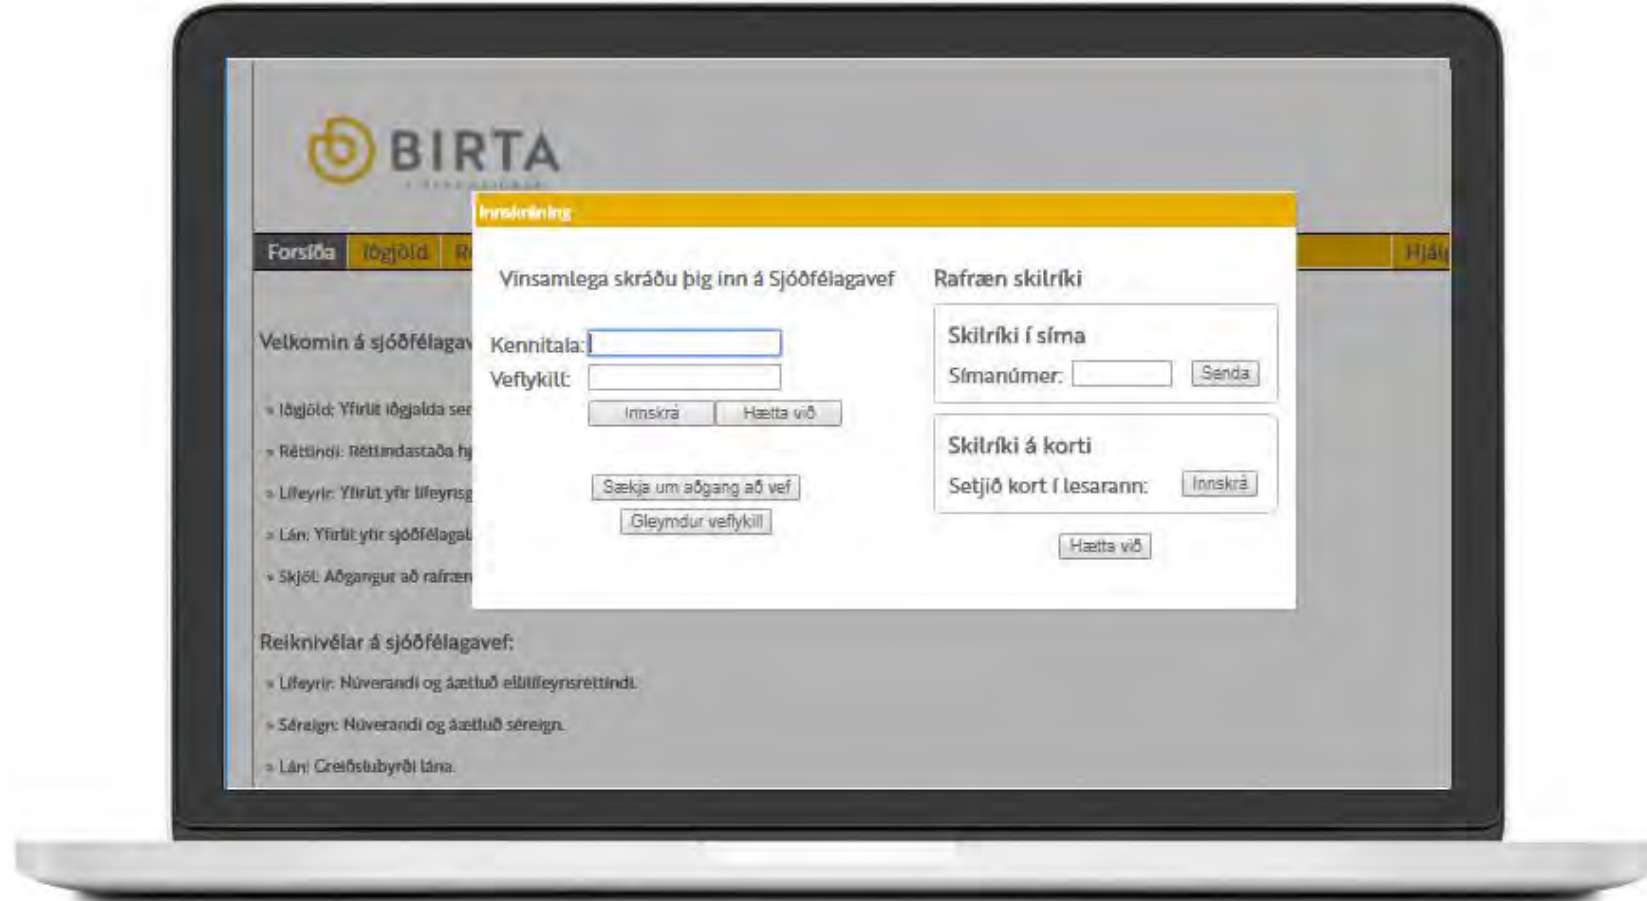 BIRTA
Innskráning
Forsíða Iðgjöld Hjálp
Vinsamlega skráðu þig inn á Sjóðfélagavef
Kennitala:
Veflykill:
Innskrá Hætta við
Sækja um aðgang að vef
Gleymdur veflykill
Rafræn skilríki
Skilríki í síma
Símanúmer: Senda
Skilríki á korti
Setjið kort í lesarann: Innskrá
Hætta við
Velkomin á sjóðfélagav
» Iðgjöld: Yfirlit iðgjalda sem
» Réttindi: Réttindastaða hj
» Lífeyrir: Yfirlit yfir lífeyrisg
» Lán: Yfirlit yfir sjóðfélagal
» Skjöl: Aðgangur að rafræn
Reiknivélar á sjóðfélagavef:
» Lífeyrir: Núverandi og áætluð ellilífeyrisréttindi.
» Séreign: Núverandi og áætluð séreign.
» Lán: Greiðslubyrði lána.